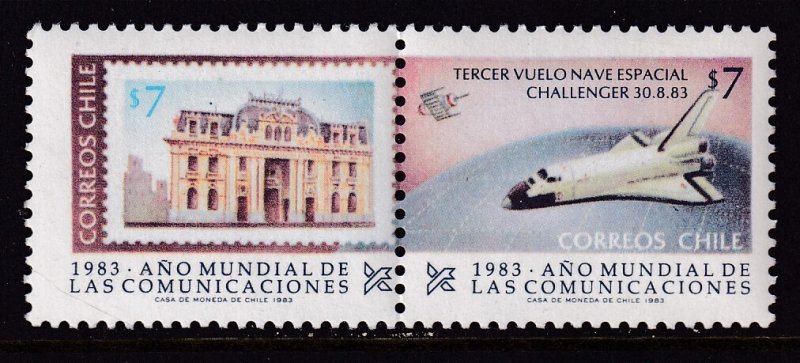 CORREOS CHILE
$7
1983 · AÑO MUNDIAL DE
LAS COMUNICACIONES
CASA DE MONEDA DE CHILE 1983
TERCER VUELO NAVE ESPACIAL
CHALLENGER 30.8.83
$7
CORREOS CHILE
1983 · AÑO MUNDIAL DE
LAS COMUNICACIONES
CASA DE MONEDA DE CHILE 1983